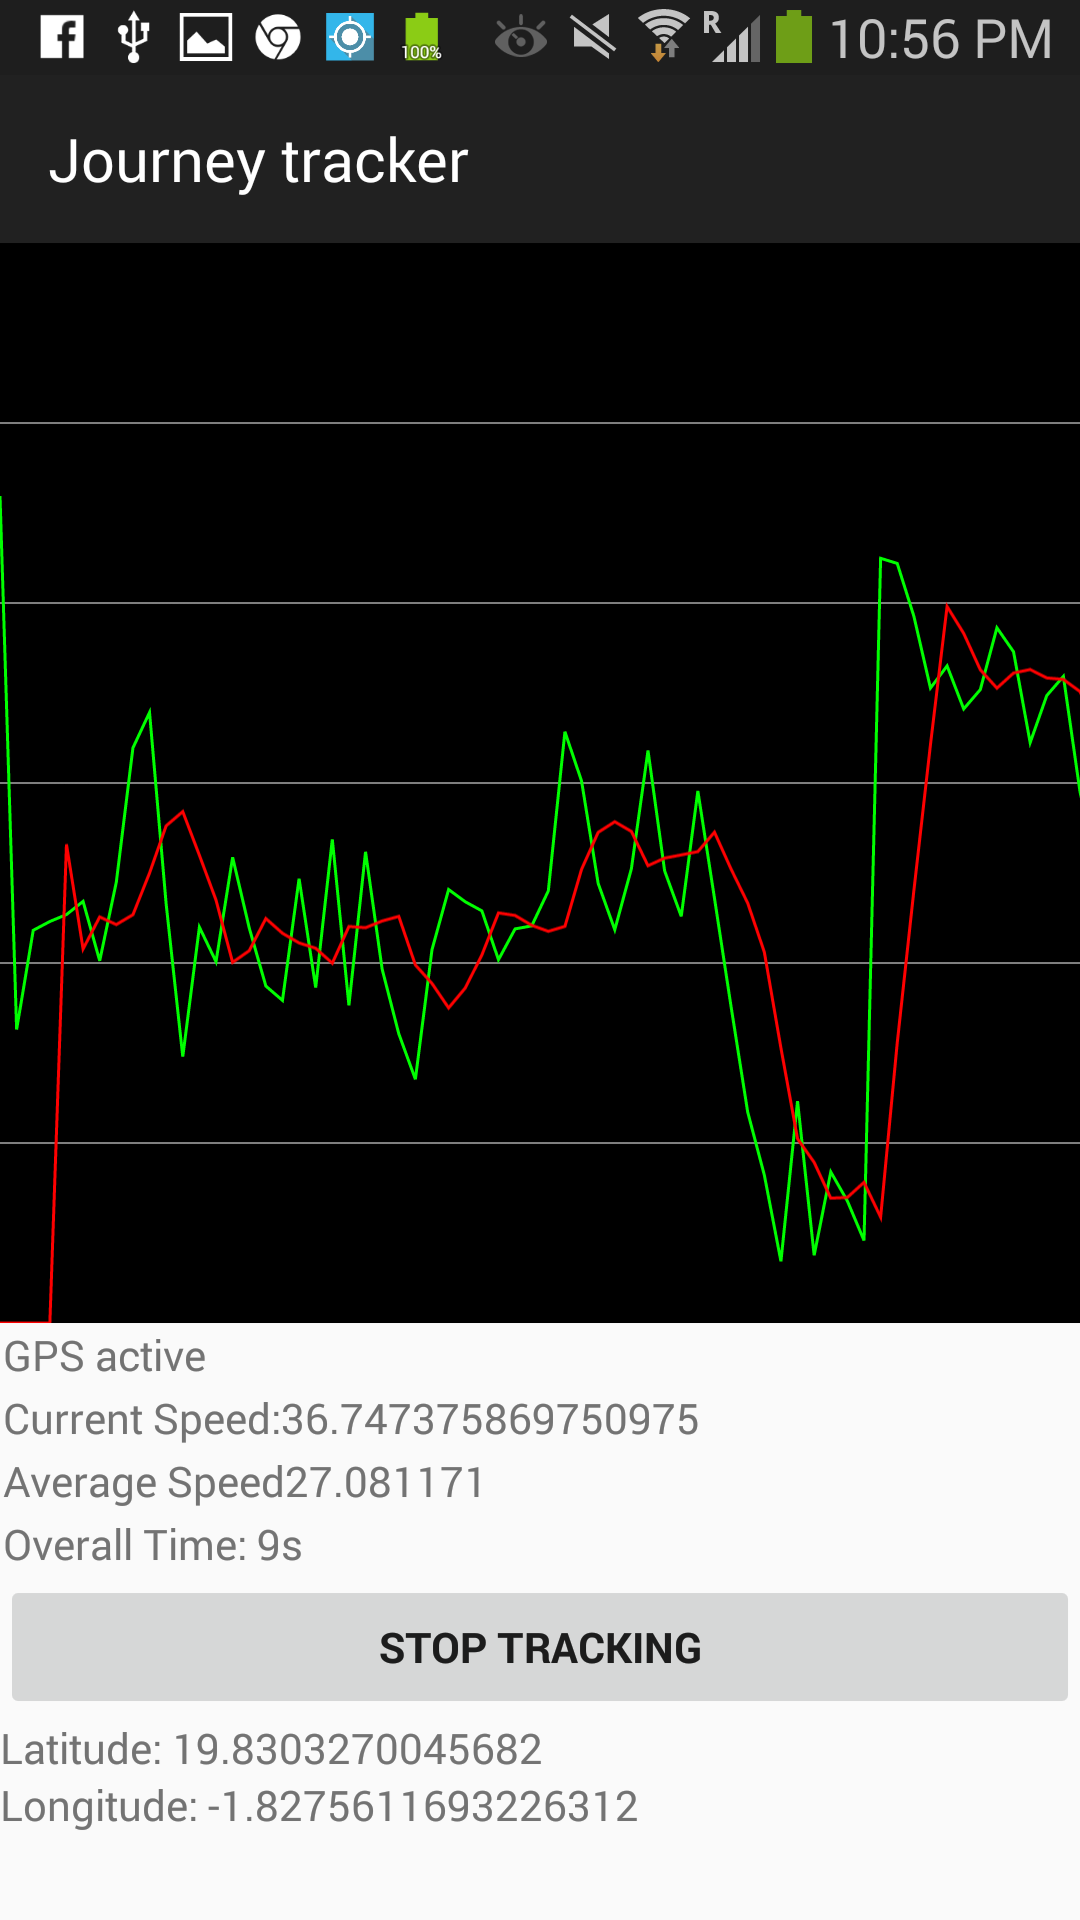 100%
R
10:56 PM
Journey tracker
GPS active
Current Speed:36.747375869750975
Average Speed27.081171
Overall Time: 9s
STOP TRACKING
Latitude: 19.8303270045682
Longitude: -1.8275611693226312